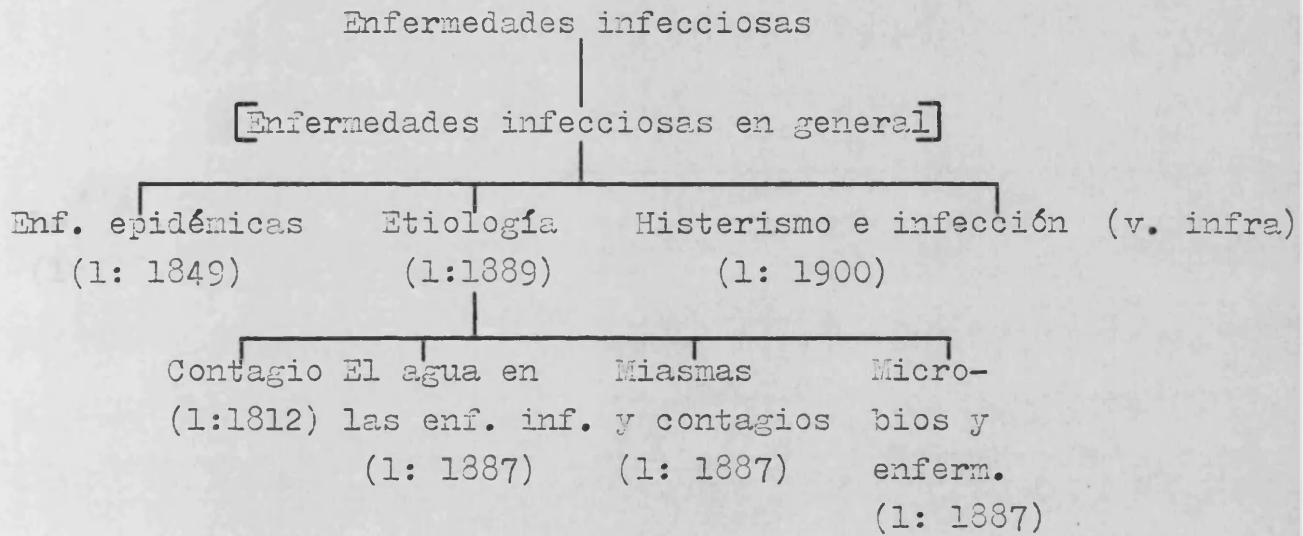 Enfermedades infecciosas
[Enfermedades infecciosas en general]
Enf. epidémicas Etiología Histerismo e infección (v. infra)
(1: 1849) (1:1889) (1: 1900)
Contagio El agua en Miasmas Micro-
(1:1812) las enf. inf. y contagios bios y
(1: 1887) (1: 1887) enferm.
(1: 1887)